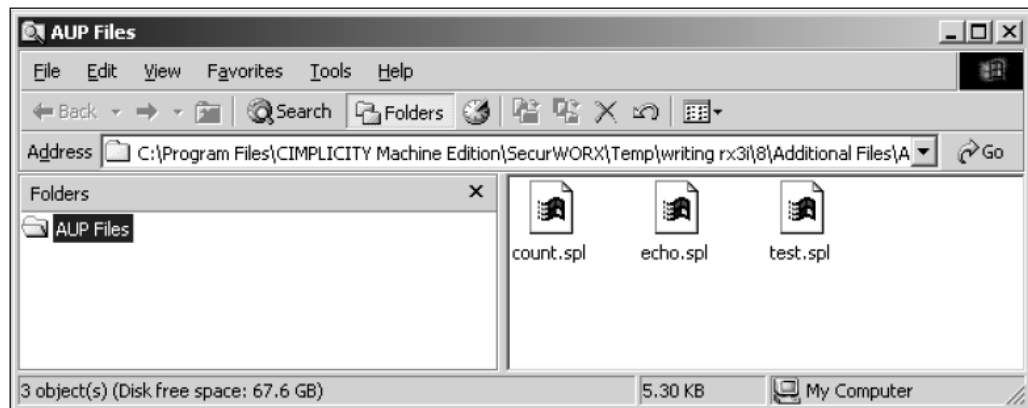 AUP Files
File Edit View Favorites Tools Help
Back Search Folders
Address C:\Program Files\CIMPLICITY Machine Edition\SecurWORX\Temp\writing rx3i\8\Additional Files\A Go
Folders x
AUP Files
count.spl echo.spl test.spl
3 object(s) (Disk free space: 67.6 GB) 5.30 KB My Computer